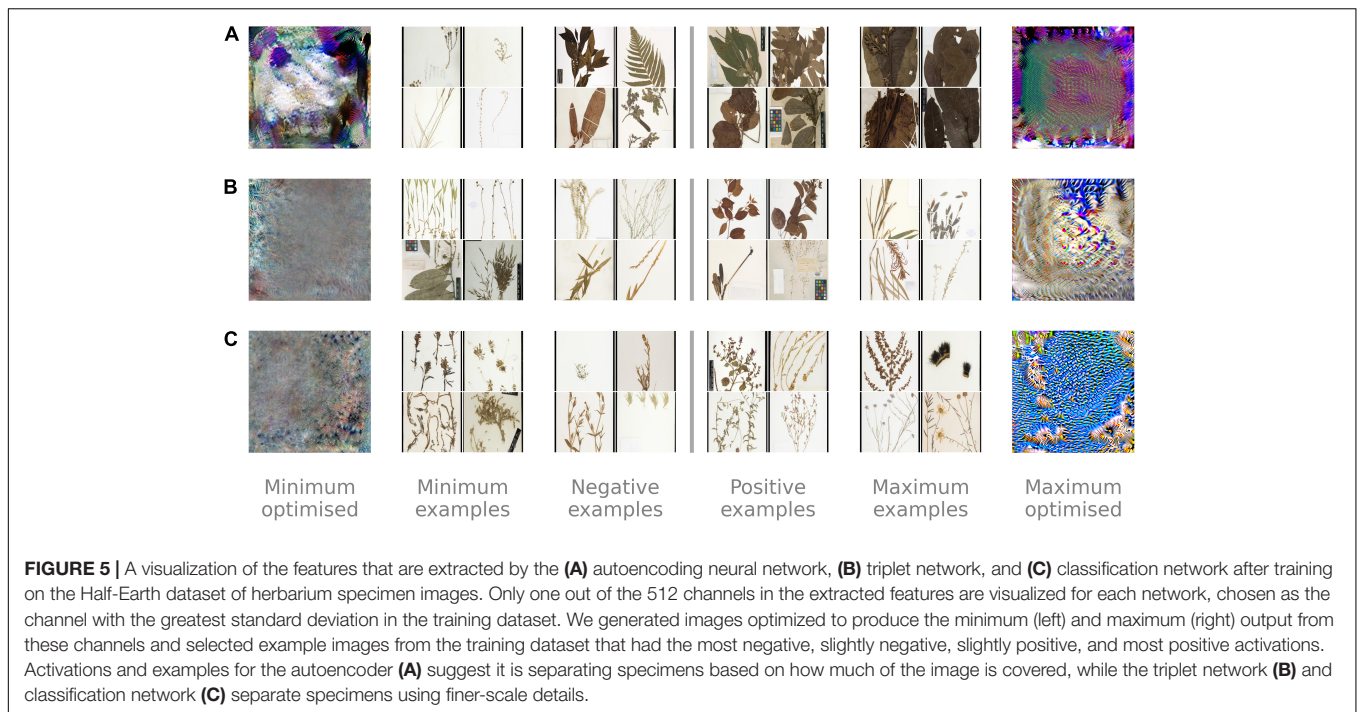 A
B
C
Minimum optimised
Minimum examples
Negative examples
Positive examples
Maximum examples
Maximum optimised
FIGURE 5 | A visualization of the features that are extracted by the (A) autoencoding neural network, (B) triplet network, and (C) classification network after training
on the Half-Earth dataset of herbarium specimen images. Only one out of the 512 channels in the extracted features are visualized for each network, chosen as the
channel with the greatest standard deviation in the training dataset. We generated images optimized to produce the minimum (left) and maximum (right) output from
these channels and selected example images from the training dataset that had the most negative, slightly negative, slightly positive, and most positive activations.
Activations and examples for the autoencoder (A) suggest it is separating specimens based on how much of the image is covered, while the triplet network (B) and
classification network (C) separate specimens using finer-scale details.